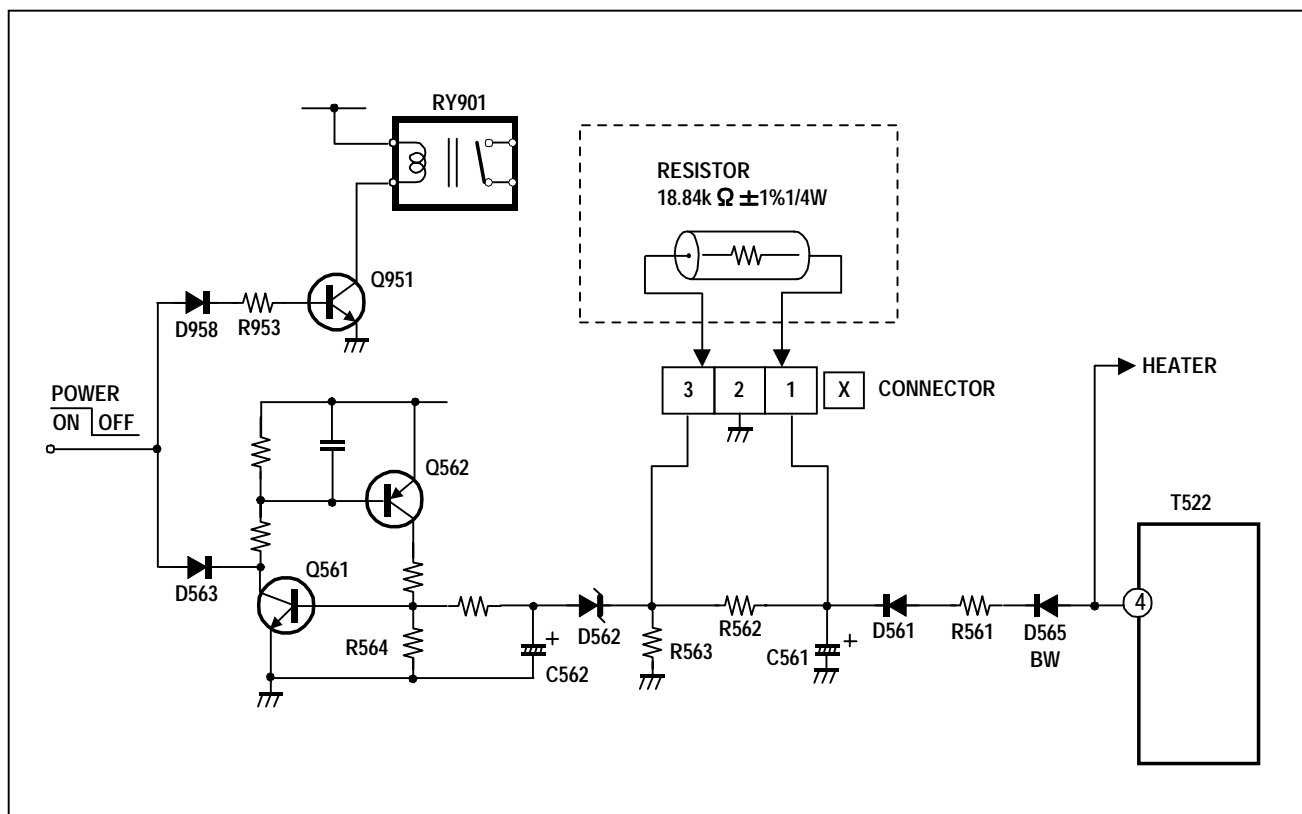 RY901
RESISTOR
18.84k Ω ±1%1/4W
Q951
D958
R953
3 2 1 X CONNECTOR
HEATER
POWER
ON OFF
Q562
T522
D563
Q561
4
R564
C562
D562
R563
R562
C561
D561
R561
D565
BW